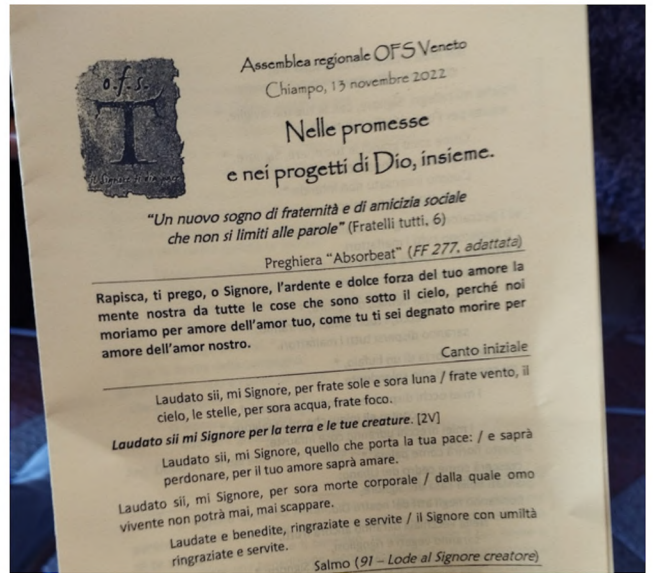 o.f.s.
T
Assemblea regionale OFS Veneto
Chiampo, 13 novembre 2022
Nelle promesse
e nei progetti di Dio, insieme.
"Un nuovo sogno di fraternità e di amicizia sociale
che non si limiti alle parole" (Fratelli tutti, 6)
Preghiera "Absorbeat" (FF 277, adattata)
Rapisca, ti prego, o Signore, l'ardente e dolce forza del tuo amore la
mente nostra da tutte le cose che sono sotto il cielo, perché noi
moriamo per amore dell'amor tuo, come tu ti sei degnato morire per
amore dell'amor nostro.
Canto iniziale
Laudato sii, mi Signore, per frate sole e sora luna / frate vento, il
cielo, le stelle, per sora acqua, frate foco.
Laudato sii mi Signore per la terra e le tue creature. [2V]
Laudato sii, mi Signore, quello che porta la tua pace: / e saprà
perdonare, per il tuo amore saprà amare.
Laudato sii, mi Signore, per sora morte corporale / dalla quale omo
vivente non potrà mai, mai scappare.
Laudate e benedite, ringraziate e servite / il Signore con umiltà
ringraziate e servite.
Salmo (91 – Lode al Signore creatore)